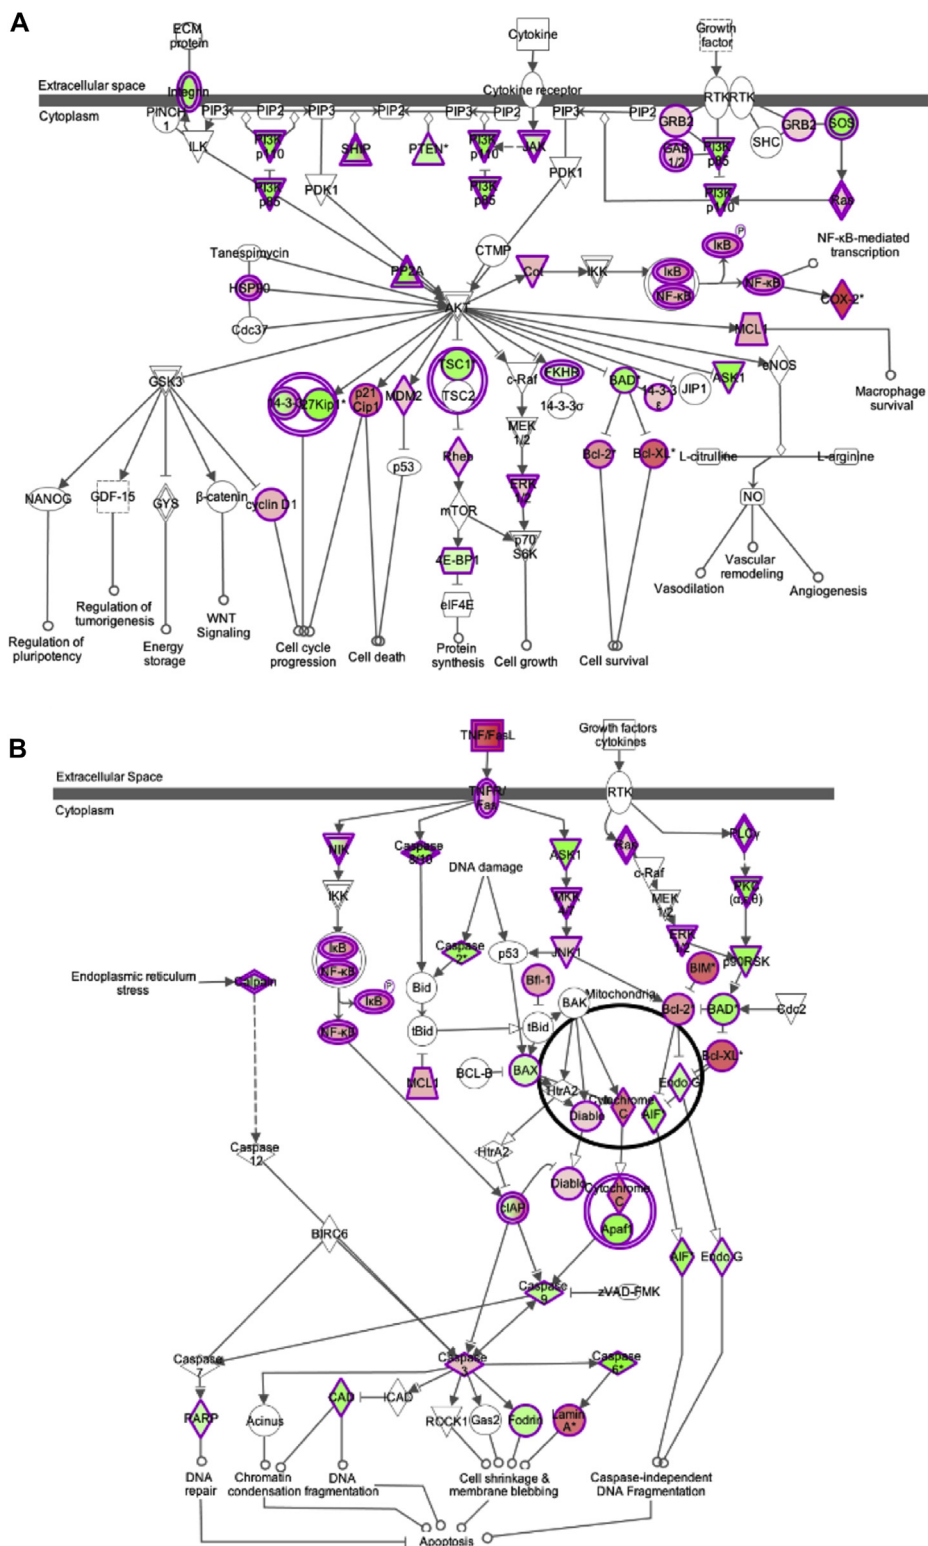 A
ECM
protein
Cytokine
Growth
factor
Extracellular space
Integrin
Cytokine receptor
RTK RTK
Cytoplasm
PINCH
1
PIP3
PIP2
PIP3
PIP2
PIP3
PIP2
PIP3
PIP2
GRB2
GRB2
SOS
ILK
PI3K
p110
SHIP
PTEN*
PI3K
p110
JAK
PDK1
GAB
1/2
PI3K
p85
SHC
PI3K
p85
PDK1
PI3K
p85
PI3K
p110
Ras
CTMP
IκB
P
NF-κB-mediated
transcription
Tanespimycin
PP2A
Cot
IKK
IκB
NF-κB
NF-κB
COX-2*
HSP90
AKT
Cdc37
MCL1
GSK3
TSC1*
TSC2
c-Raf
FKHR
14-3-3σ
BAD*
14-3-3
ε
JIP1
ASK1
eNOS
Macrophage
survival
14-3-3
p27Kip1*
p21
Cip1
MDM2
MEK
1/2
Bcl-2*
Bcl-XL*
L-citrulline
L-arginine
p53
Rheb
NANOG
GDF-15
GYS
β-catenin
cyclin D1
ERK
1/2
NO
mTOR
p70
S6K
4E-BP1
Vascular
remodeling
Vasodilation
Angiogenesis
eIF4E
Regulation of
pluripotency
Regulation of
tumorigenesis
Energy
storage
WNT
Signaling
Cell cycle
progression
Cell death
Protein
synthesis
Cell growth
Cell survival
B
TNF/FasL
Growth factors
cytokines
Extracellular Space
TNFR/
Fas
RTK
Cytoplasm
NIK
Caspase
8/10
ASK1
Ras
PLCγ
DNA damage
c-Raf
IKK
MKK
4/7
MEK
1/2
PKC
(α,ε,θ)
IκB
NF-κB
Caspase
2*
p53
JNK1
ERK
1/2
p90RSK
Endoplasmic reticulum
stress
Calpain
Bid
Bfl-1
BIM*
IκB
P
BAK
Mitochondria
Bcl-2*
BAD*
Cdc2
NF-κB
tBid
tBid
Bcl-XL*
MCL1
BCL-B
BAX
HtrA2
Endo G
Diablo
Cytochrome
C
AIF*
Caspase
12
HtrA2
Diablo
Cytochrome
C
Apaf1
cIAP
BIRC6
AIF*
Endo G
Caspase
9
zVAD-FMK
Caspase
7
Caspase
3
Caspase
6*
PARP
Acinus
CAD
ICAD
ROCK1
Gas2
Fodrin
Lamin
A*
DNA
repair
Chromatin
condensation
DNA
fragmentation
Cell shrinkage &
membrane blebbing
Caspase-independent
DNA Fragmentation
Apoptosis